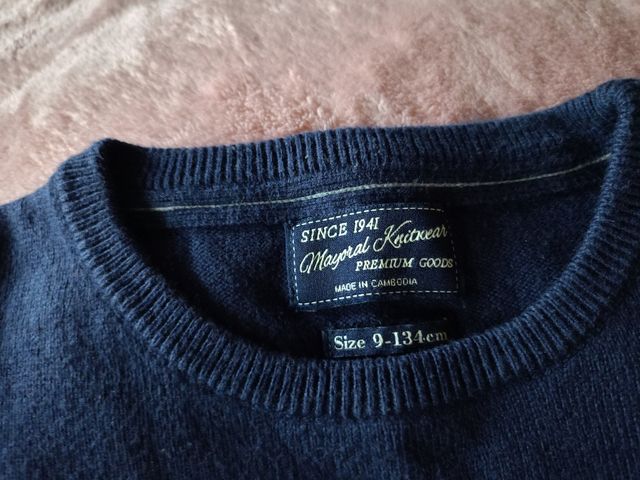 SINCE 1941
Mayoral Knitwear
PREMIUM GOODS
MADE IN CAMBODIA
Size 9-134cm